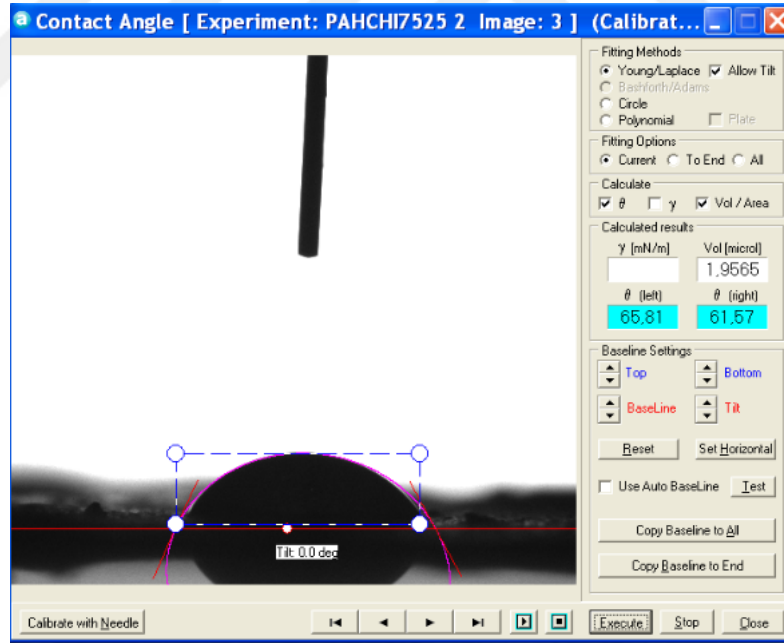 Contact Angle [ Experiment: PAHCHI7525 2 Image: 3 ] (Calibrat...
Fitting Methods
Young/Laplace Allow Tilt
Bashforth/Adams
Circle
Polynomial Plate
Fitting Options
Current To End All
Calculate
θ γ Vol / Area
Calculated results
γ [mN/m] Vol [microl]
1,9565
θ (left) θ (right)
65,81 61,57
Baseline Settings
Top Bottom
BaseLine Tilt
Reset Set Horizontal
Use Auto BaseLine Test
Copy Baseline to All
Copy Baseline to End
Tilt: 0.0 deg
Calibrate with Needle Execute Stop Close